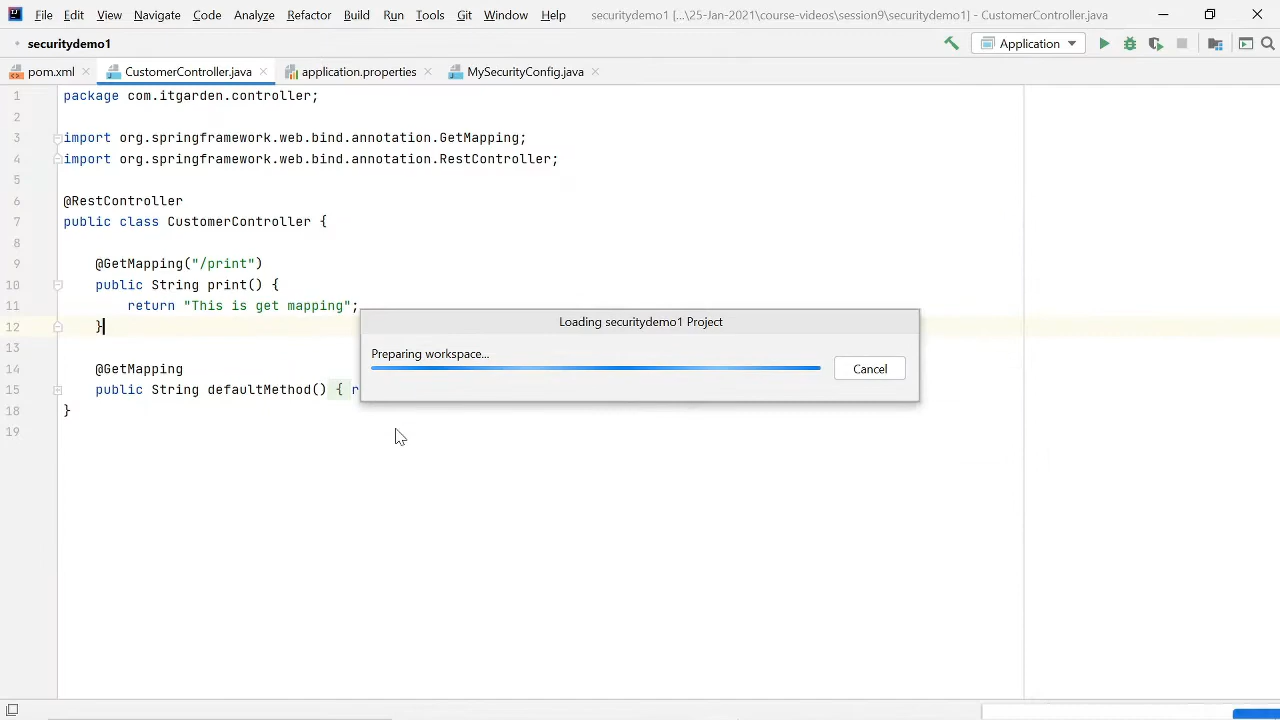 File Edit View Navigate Code Analyze Refactor Build Run Tools Git Window Help securitydemo1 [...\25-Jan-2021\course-videos\session9\securitydemo1] - CustomerController.java
securitydemo1 Application
pom.xml CustomerController.java application.properties MySecurityConfig.java
1 package com.itgarden.controller;
2
3 import org.springframework.web.bind.annotation.GetMapping;
4 import org.springframework.web.bind.annotation.RestController;
5
6 @RestController
7 public class CustomerController {
8
9 @GetMapping("/print")
10 public String print() {
11 return "This is get mapping";
12 }
13
14 @GetMapping
15 public String defaultMethod() { r
18 }
19
Loading securitydemo1 Project
Preparing workspace...
Cancel